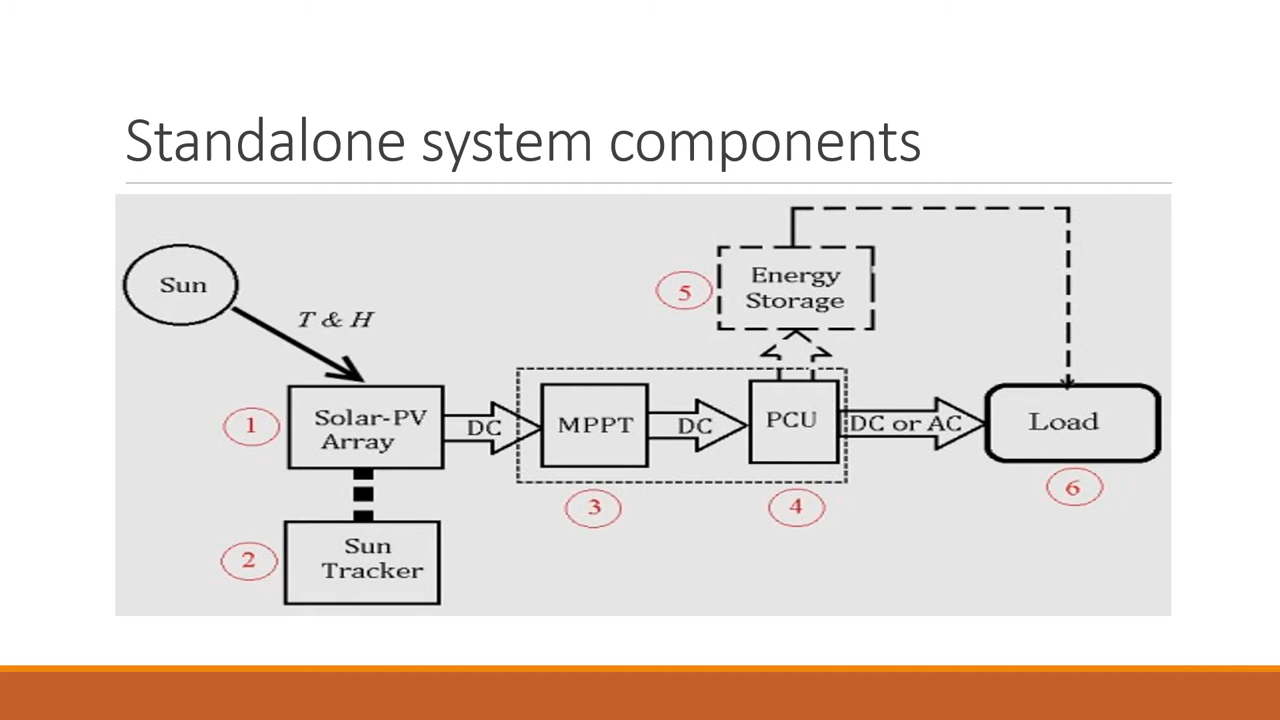 Standalone system components
Sun
T & H
Energy
Storage
5
1
Solar-PV
Array
DC
MPPT
DC
PCU
DC or AC
Load
3
4
6
2
Sun
Tracker